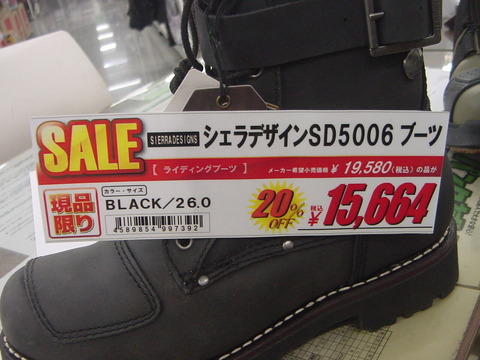 SALE SIERRADESIGNS シェラデザインSD5006 ブーツ
[ ライディングブーツ ] メーカー希望小売価格 ¥19,580(税込)の品が
現品限り
カラー・サイズ
BLACK/26.0
4589854997392
20%OFF
税込 ¥15,664